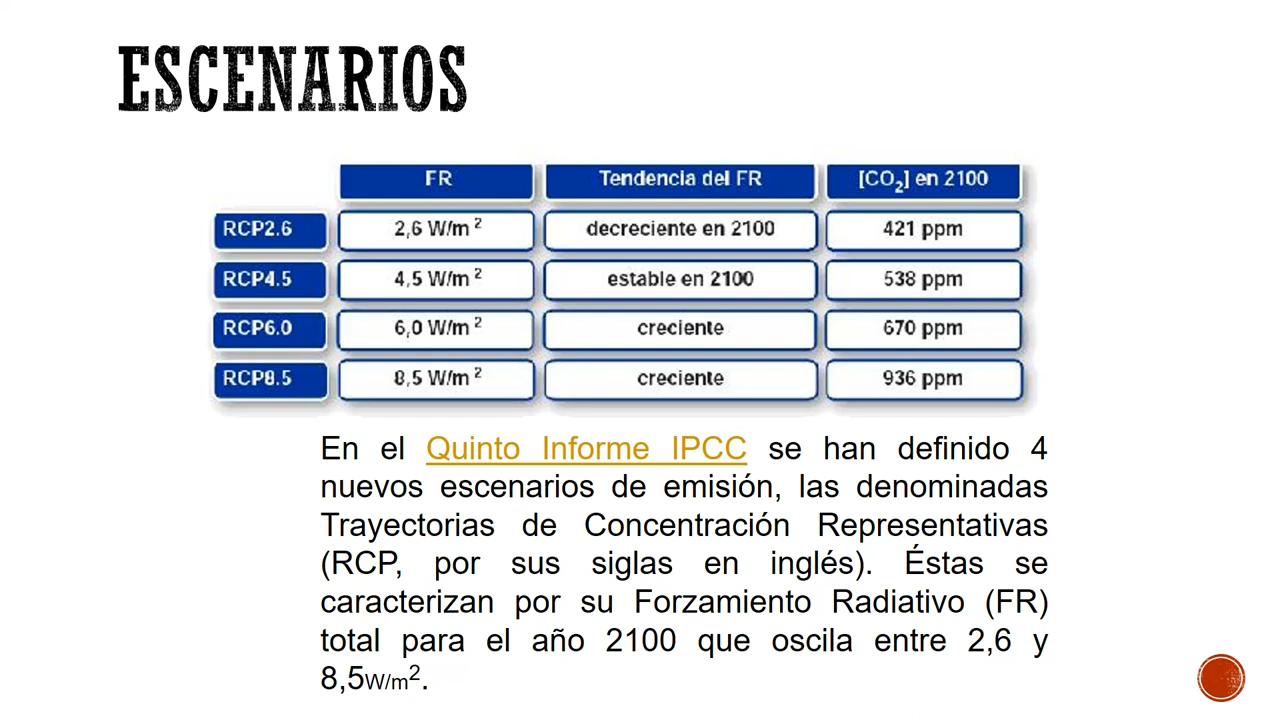 ESCENARIOS
FR Tendencia del FR [CO₂] en 2100
RCP2.6 2,6 W/m² decreciente en 2100 421 ppm
RCP4.5 4,5 W/m² estable en 2100 538 ppm
RCP6.0 6,0 W/m² creciente 670 ppm
RCP8.5 8,5 W/m² creciente 936 ppm
En el Quinto Informe IPCC se han definido 4
nuevos escenarios de emisión, las denominadas
Trayectorias de Concentración Representativas
(RCP, por sus siglas en inglés). Éstas se
caracterizan por su Forzamiento Radiativo (FR)
total para el año 2100 que oscila entre 2,6 y
8,5W/m².